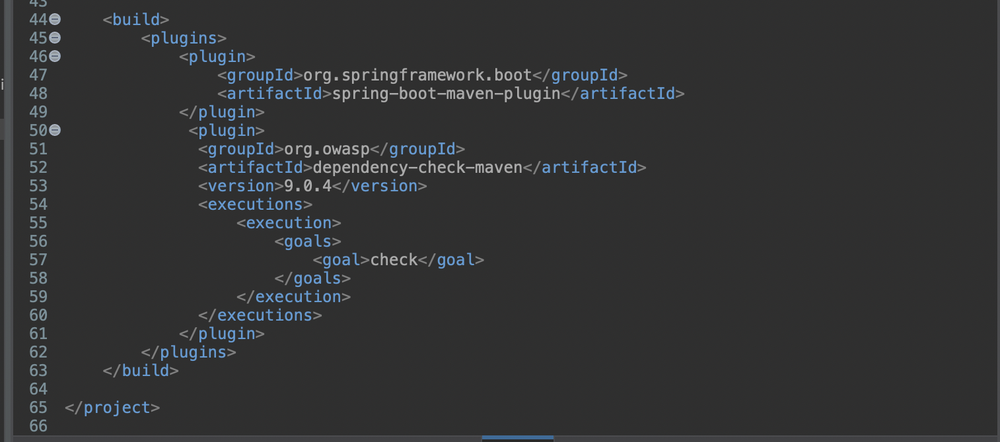 43
44 <build>
45 <plugins>
46 <plugin>
47 <groupId>org.springframework.boot</groupId>
48 <artifactId>spring-boot-maven-plugin</artifactId>
49 </plugin>
50 <plugin>
51 <groupId>org.owasp</groupId>
52 <artifactId>dependency-check-maven</artifactId>
53 <version>9.0.4</version>
54 <executions>
55 <execution>
56 <goals>
57 <goal>check</goal>
58 </goals>
59 </execution>
60 </executions>
61 </plugin>
62 </plugins>
63 </build>
64
65 </project>
66